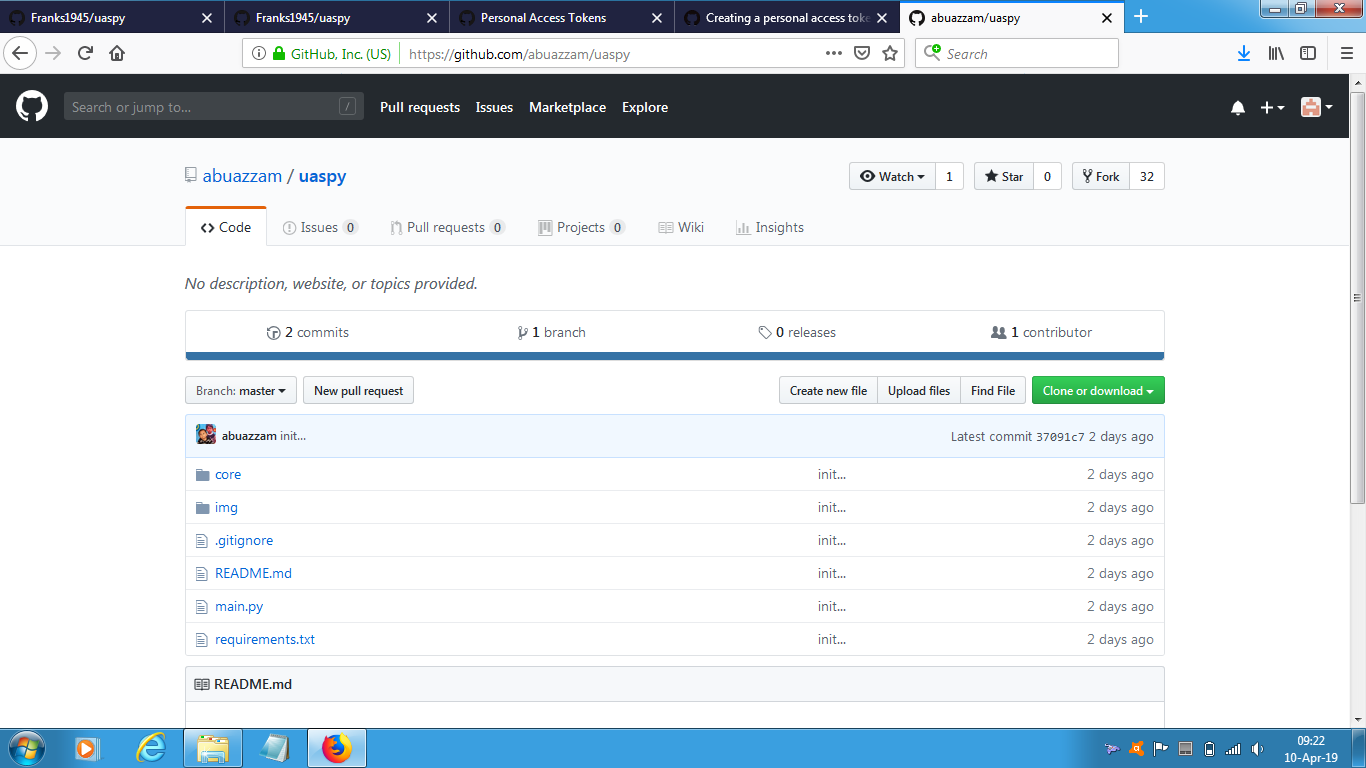 Franks1945/uaspy
Franks1945/uaspy
Personal Access Tokens
Creating a personal access toke
abuazzam/uaspy
GitHub, Inc. (US)
https://github.com/abuazzam/uaspy
Search
Search or jump to...
/
Pull requests
Issues
Marketplace
Explore
abuazzam / uaspy
Watch 1
Star 0
Fork 32
Code
Issues 0
Pull requests 0
Projects 0
Wiki
Insights
No description, website, or topics provided.
2 commits
1 branch
0 releases
1 contributor
Branch: master
New pull request
Create new file
Upload files
Find File
Clone or download
abuazzam init...
Latest commit 37091c7 2 days ago
core init... 2 days ago
img init... 2 days ago
.gitignore init... 2 days ago
README.md init... 2 days ago
main.py init... 2 days ago
requirements.txt init... 2 days ago
README.md
09:22
10-Apr-19